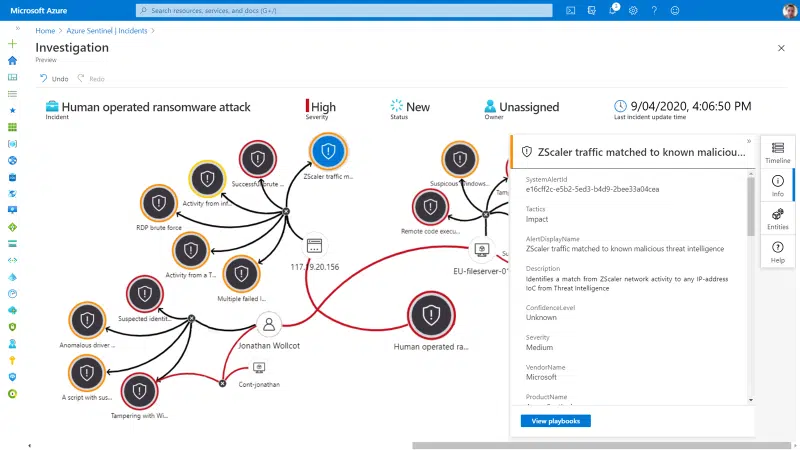 Microsoft Azure
Search resources, services, and docs (G+/)
Home > Azure Sentinel | Incidents >
Investigation
Preview
Undo
Redo
Human operated ransomware attack
Incident
High
Severity
New
Status
Unassigned
Owner
9/04/2020, 4:06:50 PM
Last incident update time
Successful brute ...
ZScaler traffic m...
Activity from inf...
RDP brute force
Activity from a T...
Multiple failed l...
117.19.20.156
Suspicous Windows...
Tamp
Remote code execu...
EU-fileserver-01
Su
Suspected identit...
Anomalous driver ...
Jonathan Wollcot
Human operated ra...
A script with sus...
Cont-jonathan
Tampering with Wi...
ZScaler traffic matched to known maliciou...
SystemAlertId
e16cff2c-e5b2-5ed3-b4d9-2bee33a04cea
Tactics
Impact
AlertDisplayName
ZScaler traffic matched to known malicious threat intelligence
Description
Identifies a match from ZScaler network activity to any IP-address
IoC from Threat Intelligence
ConfidenceLevel
Unknown
Severity
Medium
VendorName
Microsoft
ProductName
View playbooks
Timeline
Info
Entities
Help